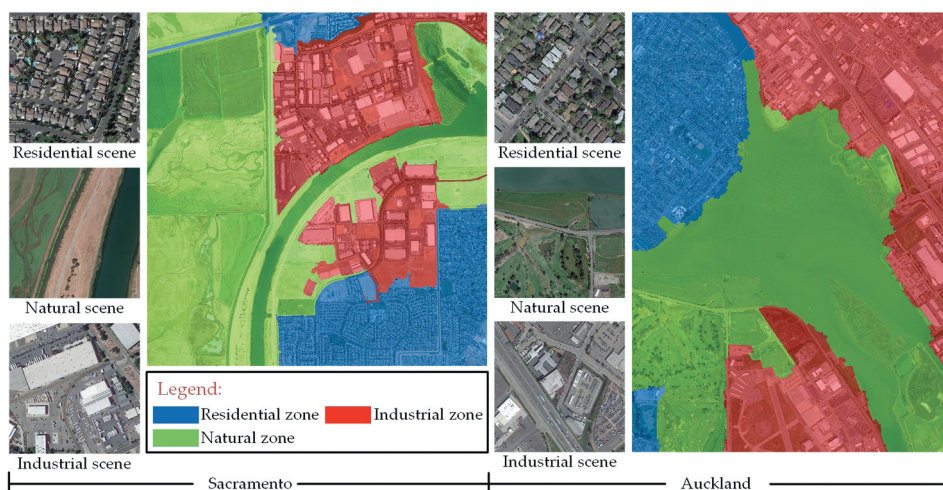 Residential scene
Natural scene
Industrial scene
Legend:
Residential zone
Industrial zone
Natural zone
Residential scene
Natural scene
Industrial scene
Sacramento
Auckland